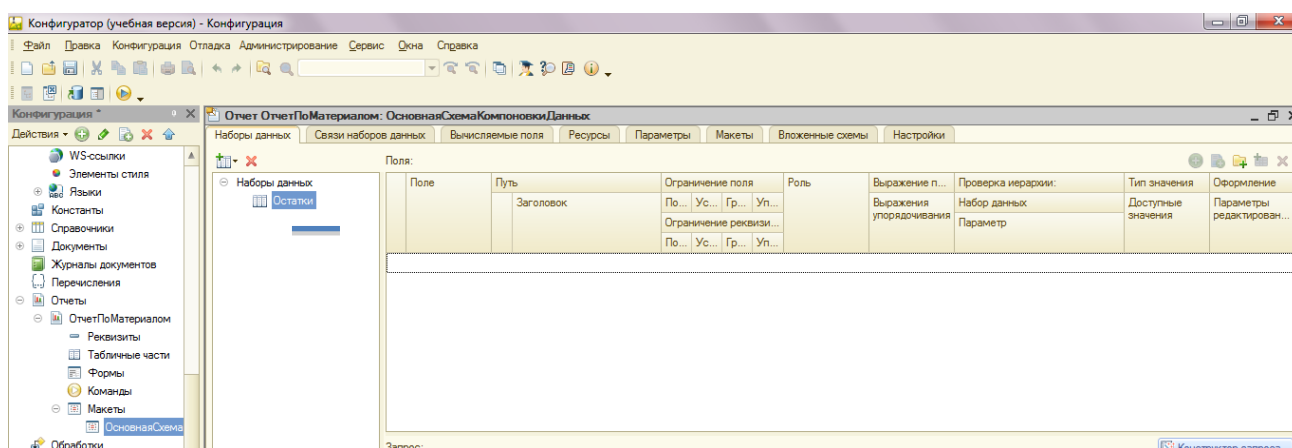 Конфигуратор (учебная версия) - Конфигурация
Файл Правка Конфигурация Отладка Администрирование Сервис Окна Справка
Конфигурация *
Отчет ОтчетПоМатериалом: ОсновнаяСхемаКомпоновкиДанных
Действия
Наборы данных Связи наборов данных Вычисляемые поля Ресурсы Параметры Макеты Вложенные схемы Настройки
WS-ссылки
Элементы стиля
Языки
Константы
Справочники
Документы
Журналы документов
Перечисления
Отчеты
ОтчетПоМатериалом
Реквизиты
Табличные части
Формы
Команды
Макеты
ОсновнаяСхема
Обработки
Наборы данных
Остатки
Поля:
Поле Путь Ограничение поля Роль Выражение п... Проверка иерархии: Тип значения Оформление
Заголовок По... Ус... Гр... Уп... Выражения упорядочивания Набор данных Доступные значения Параметры редактирован...
Ограничение реквизи... Параметр
По... Ус... Гр... Уп...
Запрос:
Конструктор запроса...